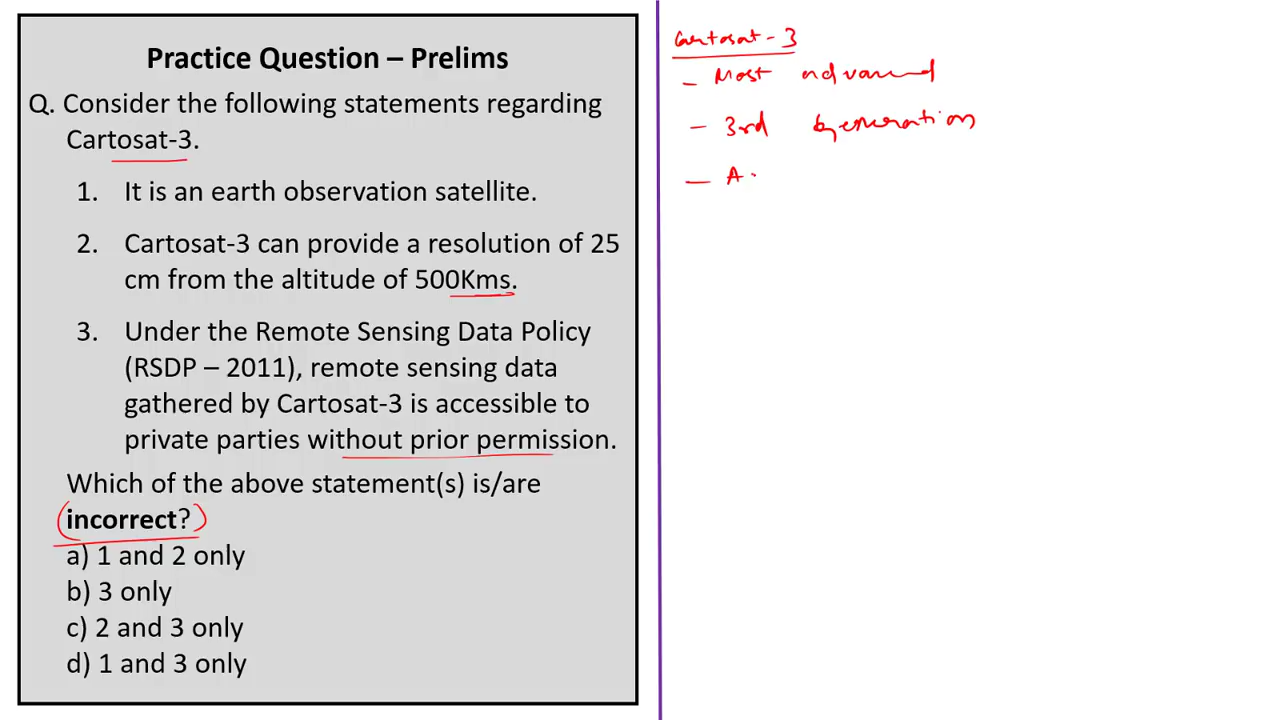 Practice Question – Prelims
Q. Consider the following statements regarding
Cartosat-3.
1. It is an earth observation satellite.
2. Cartosat-3 can provide a resolution of 25
cm from the altitude of 500Kms.
3. Under the Remote Sensing Data Policy
(RSDP – 2011), remote sensing data
gathered by Cartosat-3 is accessible to
private parties without prior permission.
Which of the above statement(s) is/are
incorrect?
a) 1 and 2 only
b) 3 only
c) 2 and 3 only
d) 1 and 3 only
Cartosat - 3
- Most advanced
- 3rd Generation
- A.